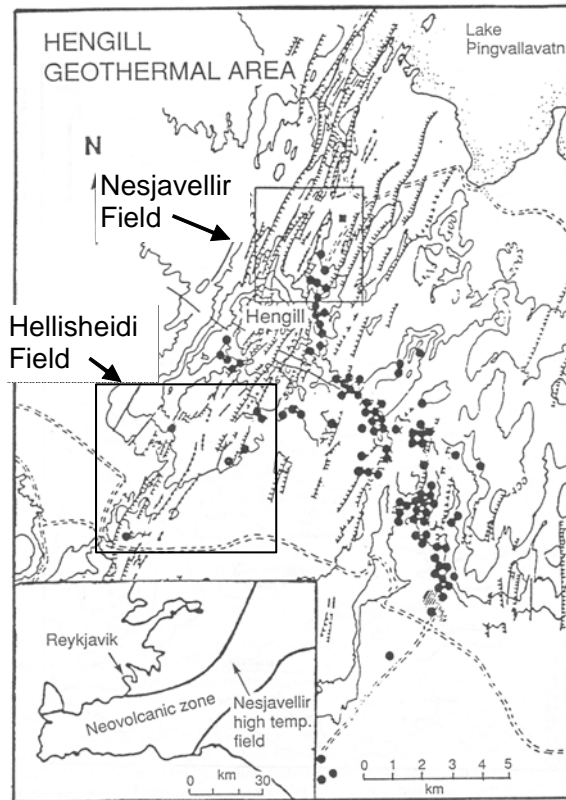 HENGILL
GEOTHERMAL AREA
Lake
Þingvallavatn
N
Nesjavellir
Field
Hengill
Hellisheidi
Field
Reykjavik
Neovolcanic zone
Nesjavellir
high temp.
field
0 km 30
0 1 2 3 4 5
km